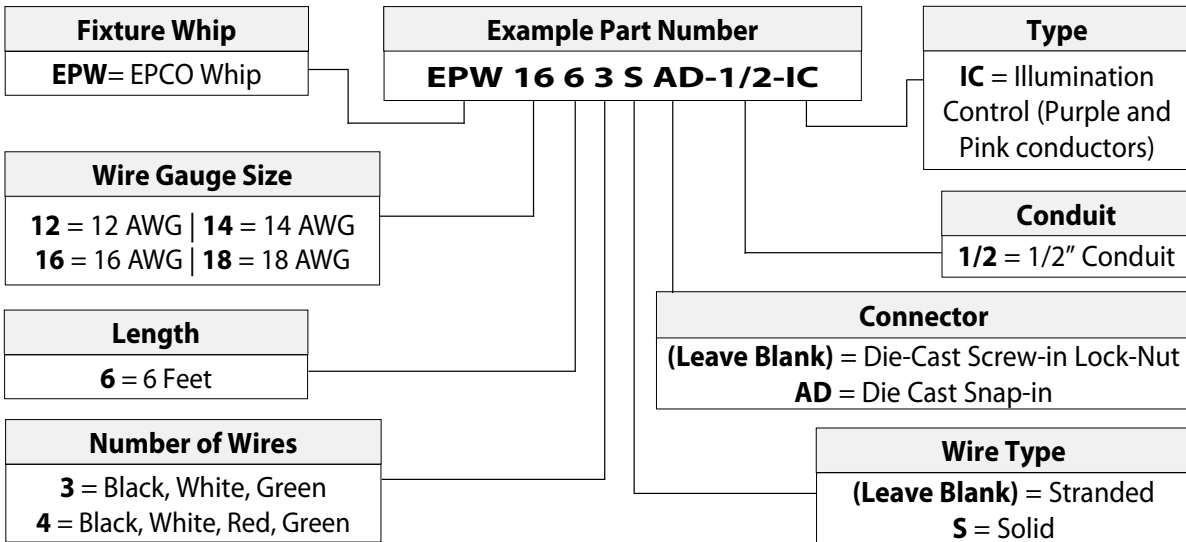 Fixture Whip
EPW= EPCO Whip
Example Part Number
EPW 16 6 3 S AD-1/2-IC
Type
IC = Illumination
Control (Purple and
Pink conductors)
Wire Gauge Size
12 = 12 AWG | 14 = 14 AWG
16 = 16 AWG | 18 = 18 AWG
Conduit
1/2 = 1/2” Conduit
Length
6 = 6 Feet
Connector
(Leave Blank) = Die-Cast Screw-in Lock-Nut
AD = Die Cast Snap-in
Number of Wires
3 = Black, White, Green
4 = Black, White, Red, Green
Wire Type
(Leave Blank) = Stranded
S = Solid